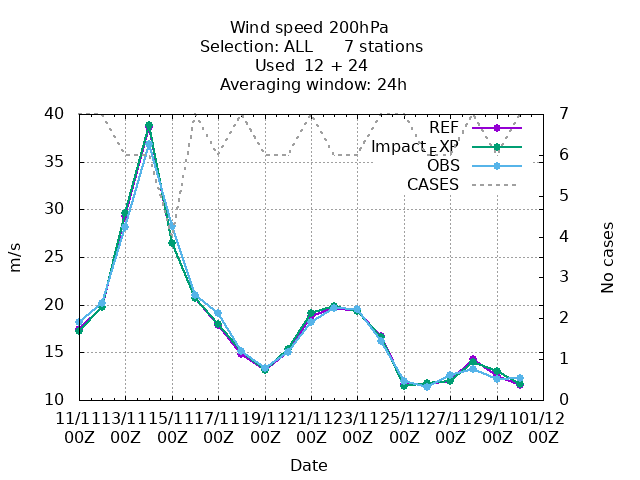 Wind speed 200hPa
Selection: ALL 7 stations
Used 12 + 24
Averaging window: 24h
40 7
REF
Impact_EXP
35 6
OBS
CASES
5
30
4
25
m/s
No cases
3
20
2
15
1
10 0
11/11 13/11 15/11 17/11 19/11 21/11 23/11 25/11 27/11 29/11 01/12
00Z 00Z 00Z 00Z 00Z 00Z 00Z 00Z 00Z 00Z 00Z
Date